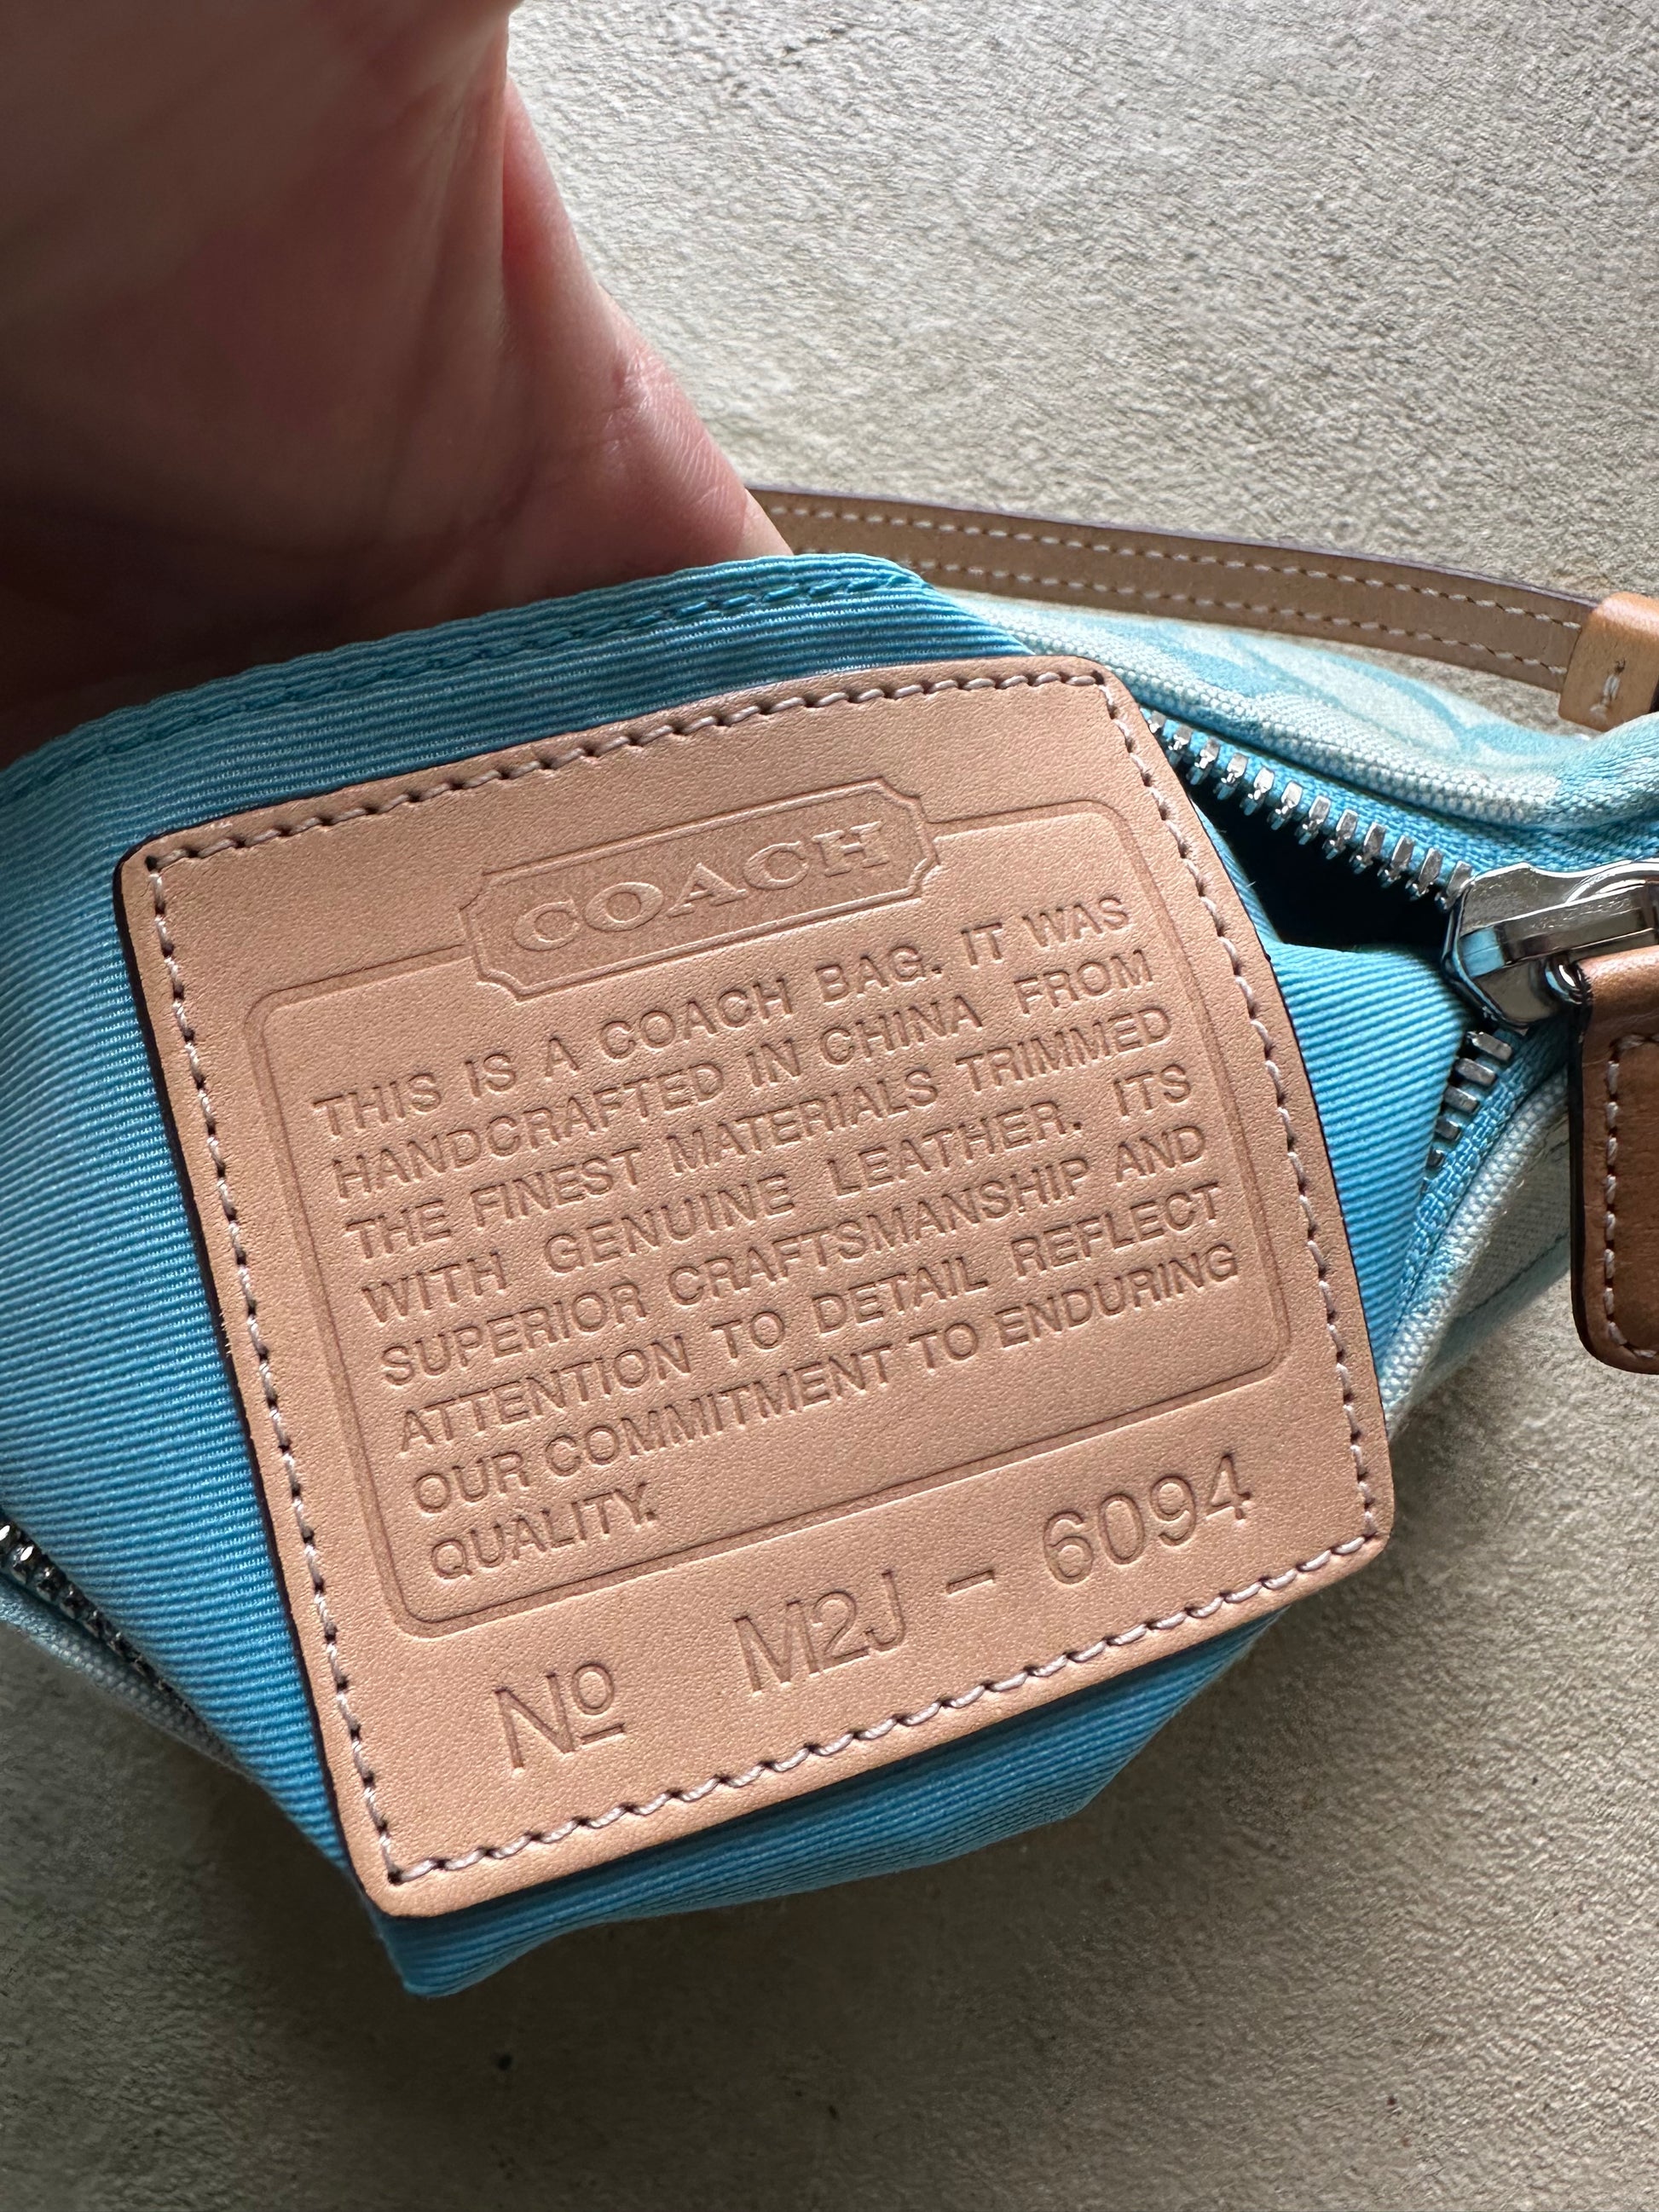 COACH
THIS IS A COACH BAG. IT WAS
HANDCRAFTED IN CHINA FROM
THE FINEST MATERIALS TRIMMED
WITH GENUINE LEATHER. ITS
SUPERIOR CRAFTSMANSHIP AND
ATTENTION TO DETAIL REFLECT
OUR COMMITMENT TO ENDURING
QUALITY.
Nº M2J - 6094